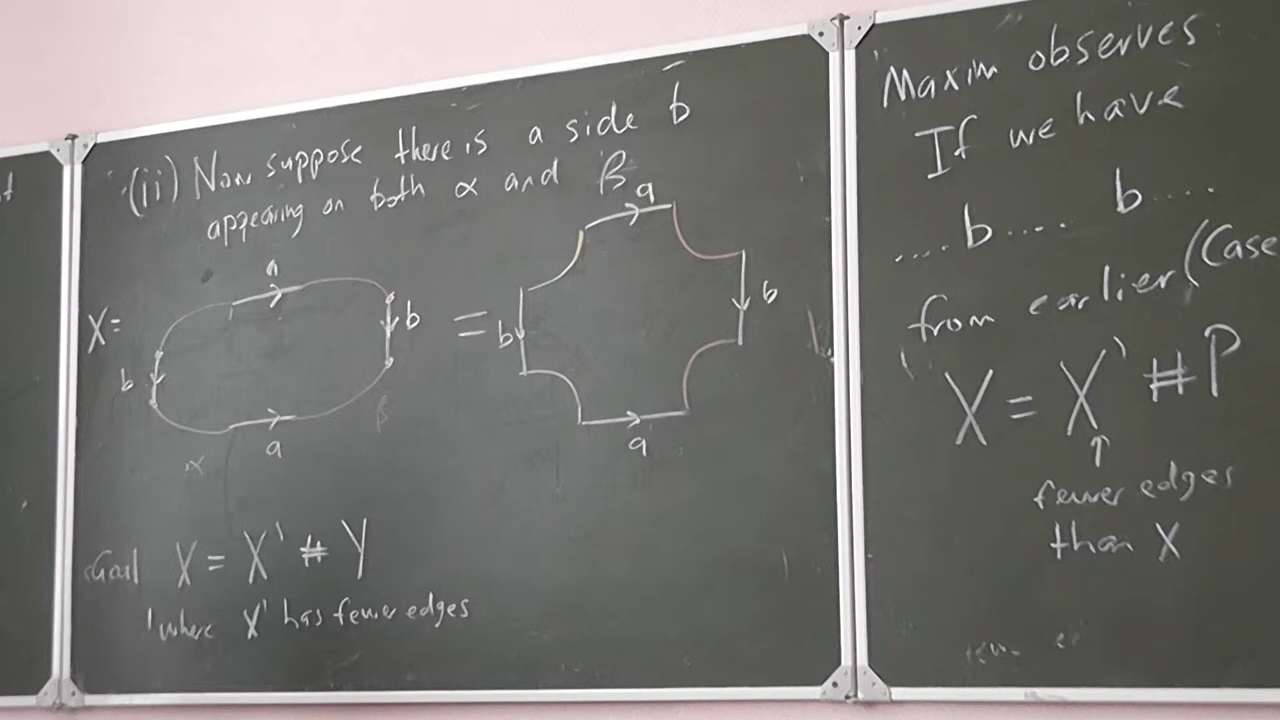 (ii) Now suppose there is a side b
appearing on both α and β
X =
a
b
b
a
α
β
=
a
b
b
a
Goal X = X' # Y
where X' has fewer edges
Maxim observes
If we have
.... b .... b ....
from earlier (Case
X = X' # P
↑
fewer edges
than X